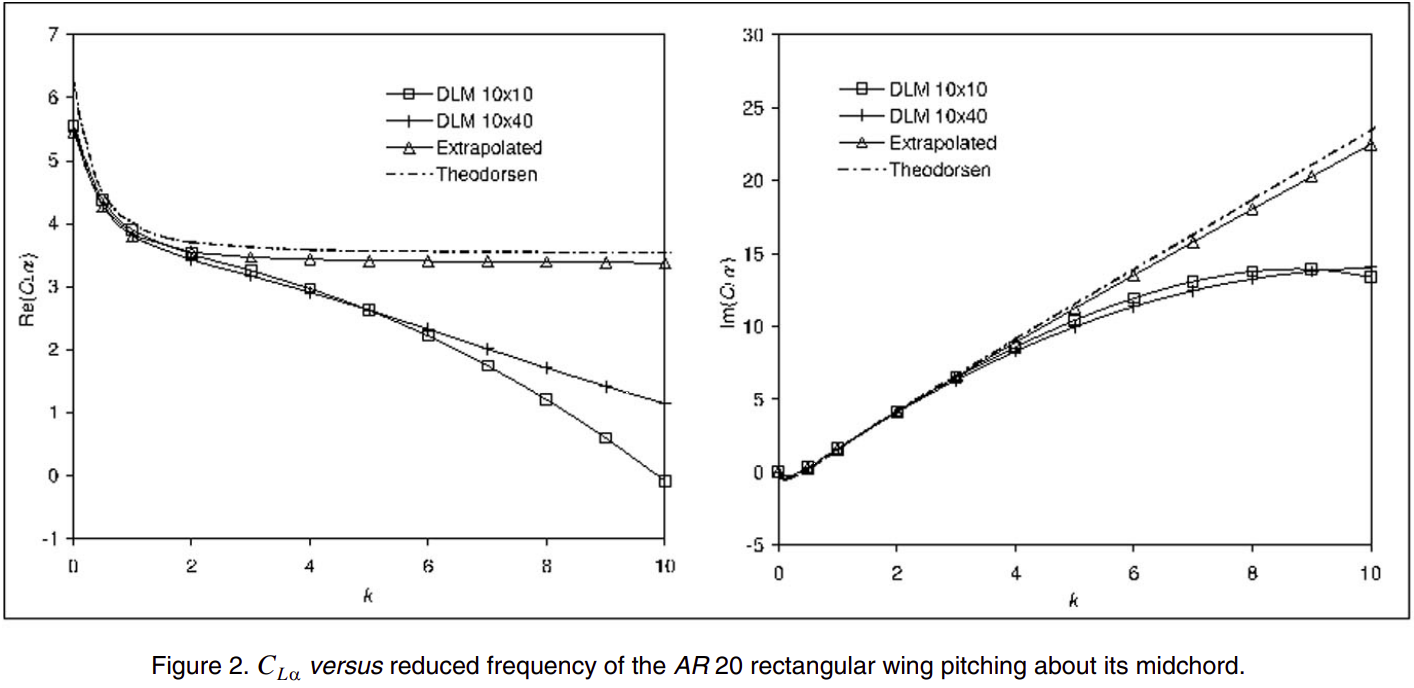 7
6
5
4
3
2
1
0
-1
0 2 4 6 8 10
Re{CLα}
k
DLM 10x10
DLM 10x40
Extrapolated
Theodorsen
30
25
20
15
10
5
0
-5
0 2 4 6 8 10
Im{CLα}
k
DLM 10x10
DLM 10x40
Extrapolated
Theodorsen
Figure 2. CLα versus reduced frequency of the AR 20 rectangular wing pitching about its midchord.